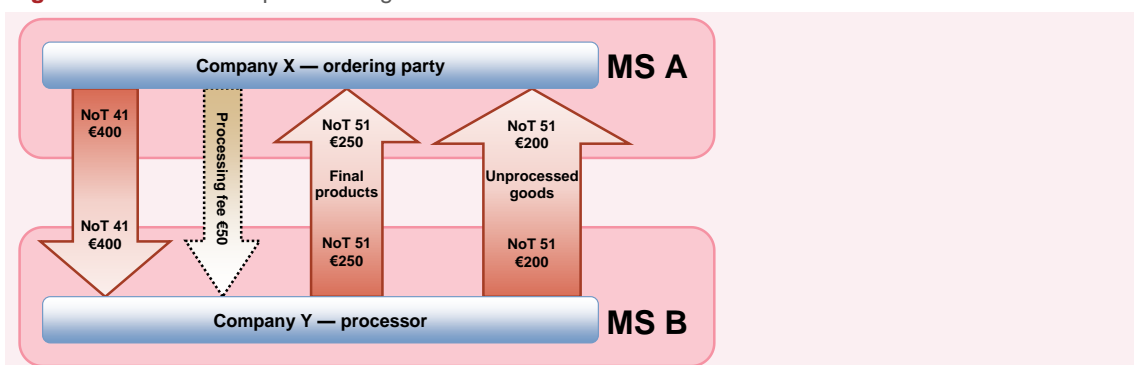 Company X — ordering party
MS A
NoT 41
€400
NoT 41
€400
Processing fee €50
NoT 51
€250
Final
products
NoT 51
€250
NoT 51
€200
Unprocessed
goods
NoT 51
€200
Company Y — processor
MS B